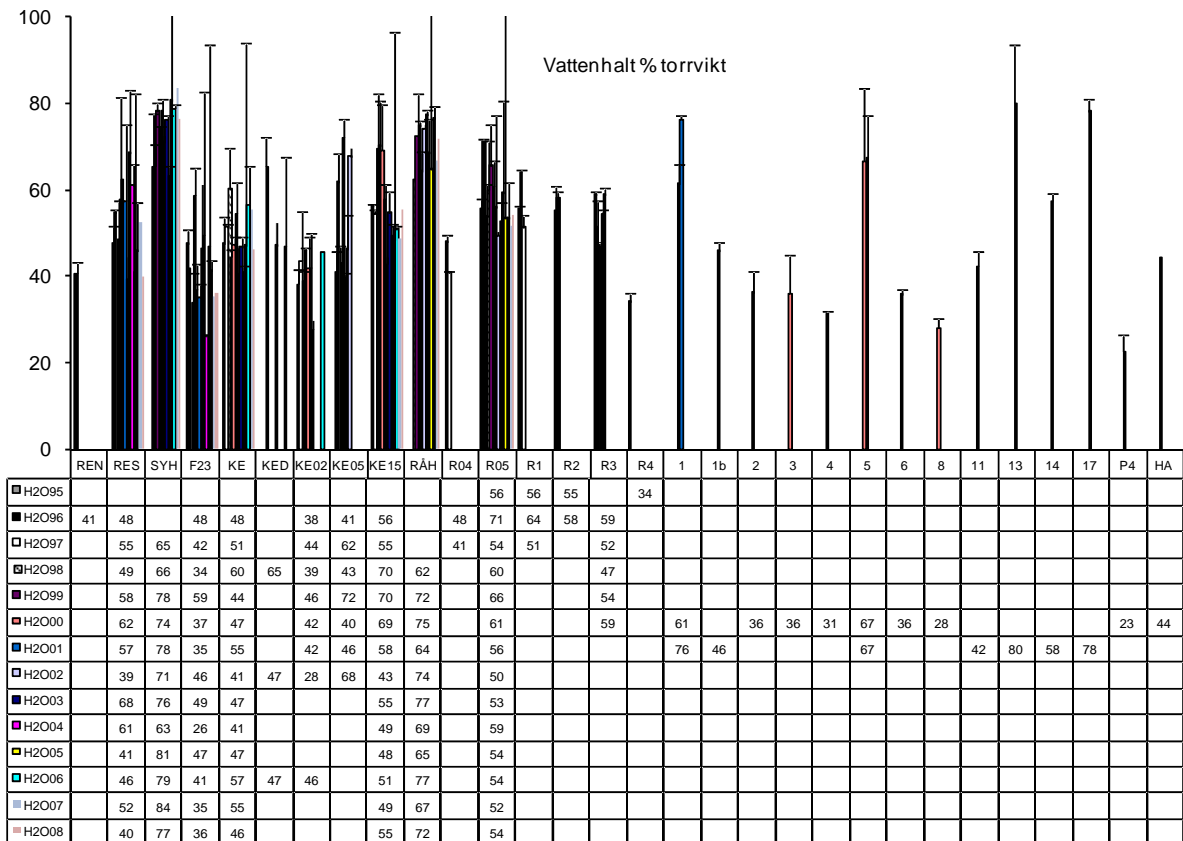 Vattenhalt % torrvikt
100
80
60
40
20
0
REN RES SYH F23 KE KED KE02 KE05 KE15 RÅH R04 R05 R1 R2 R3 R4 1 1b 2 3 4 5 6 8 11 13 14 17 P4 HA
H2O95 56 56 55 34
H2O96 41 48 48 48 38 41 56 48 71 64 58 59
H2O97 55 65 42 51 44 62 55 41 54 51 52
H2O98 49 66 34 60 65 39 43 70 62 60 47
H2O99 58 78 59 44 46 72 70 72 66 54
H2O00 62 74 37 47 42 40 69 75 61 59 61 36 36 31 67 36 28 23 44
H2O01 57 78 35 55 42 46 58 64 56 76 46 67 42 80 58 78
H2O02 39 71 46 41 47 28 68 43 74 50
H2O03 68 76 49 47 55 77 53
H2O04 61 63 26 41 49 69 59
H2O05 41 81 47 47 48 65 54
H2O06 46 79 41 57 47 46 51 77 54
H2O07 52 84 35 55 49 67 52
H2O08 40 77 36 46 55 72 54